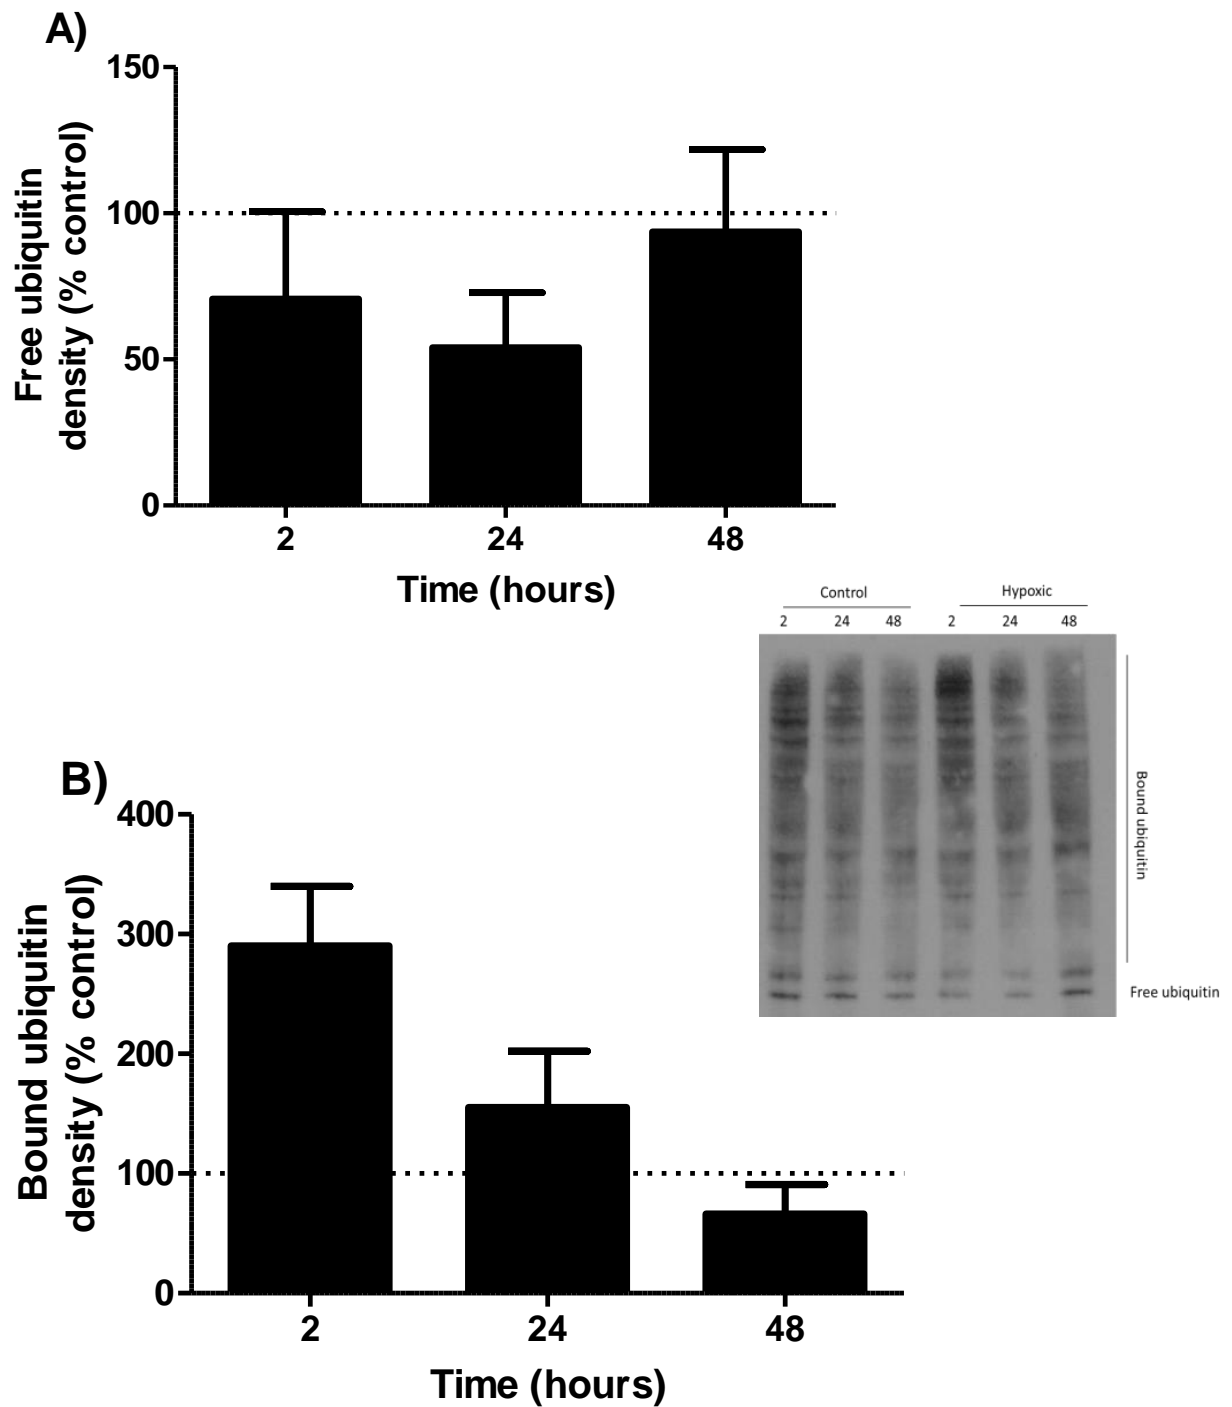 A)
150
100
50
0
Free ubiquitin
density (% control)
2 24 48
Time (hours)
Control Hypoxic
2 24 48 2 24 48
Bound ubiquitin
Free ubiquitin
B)
400
300
200
100
0
Bound ubiquitin
density (% control)
2 24 48
Time (hours)